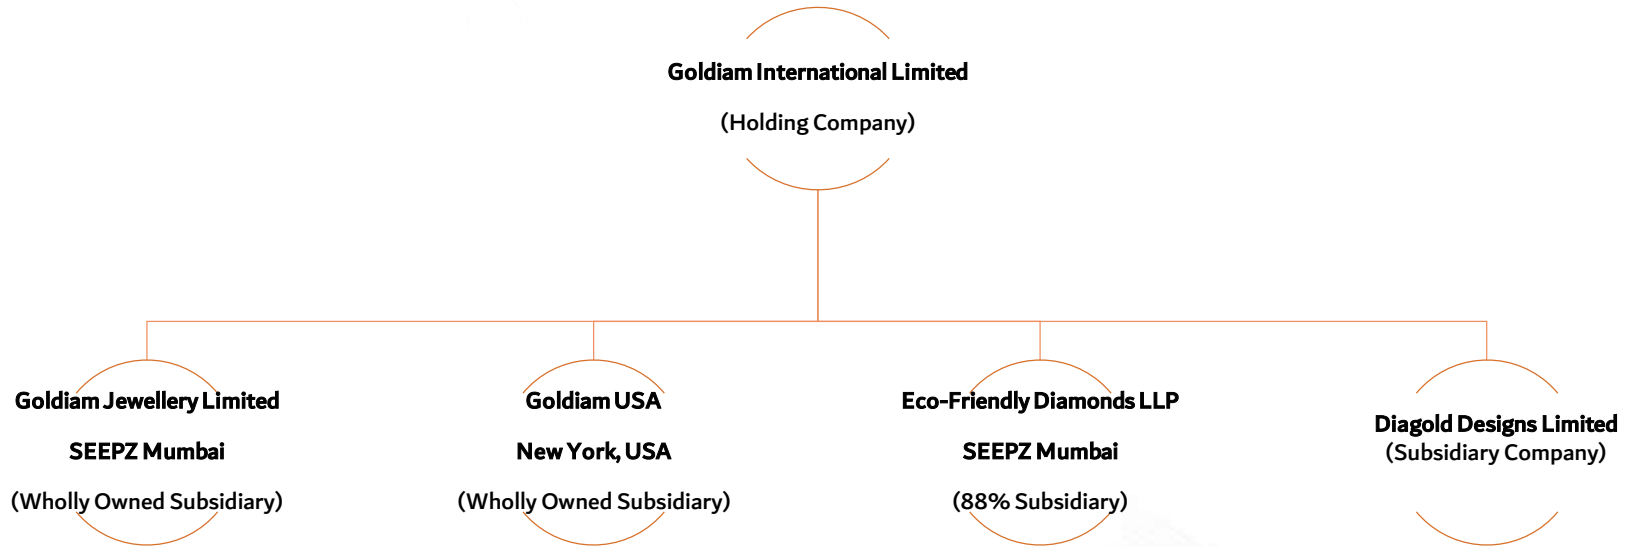 Goldiam International Limited
(Holding Company)
Goldiam Jewellery Limited
SEEPZ Mumbai
(Wholly Owned Subsidiary)
Goldiam USA
New York, USA
(Wholly Owned Subsidiary)
Eco-Friendly Diamonds LLP
SEEPZ Mumbai
(88% Subsidiary)
Diagold Designs Limited
(Subsidiary Company)